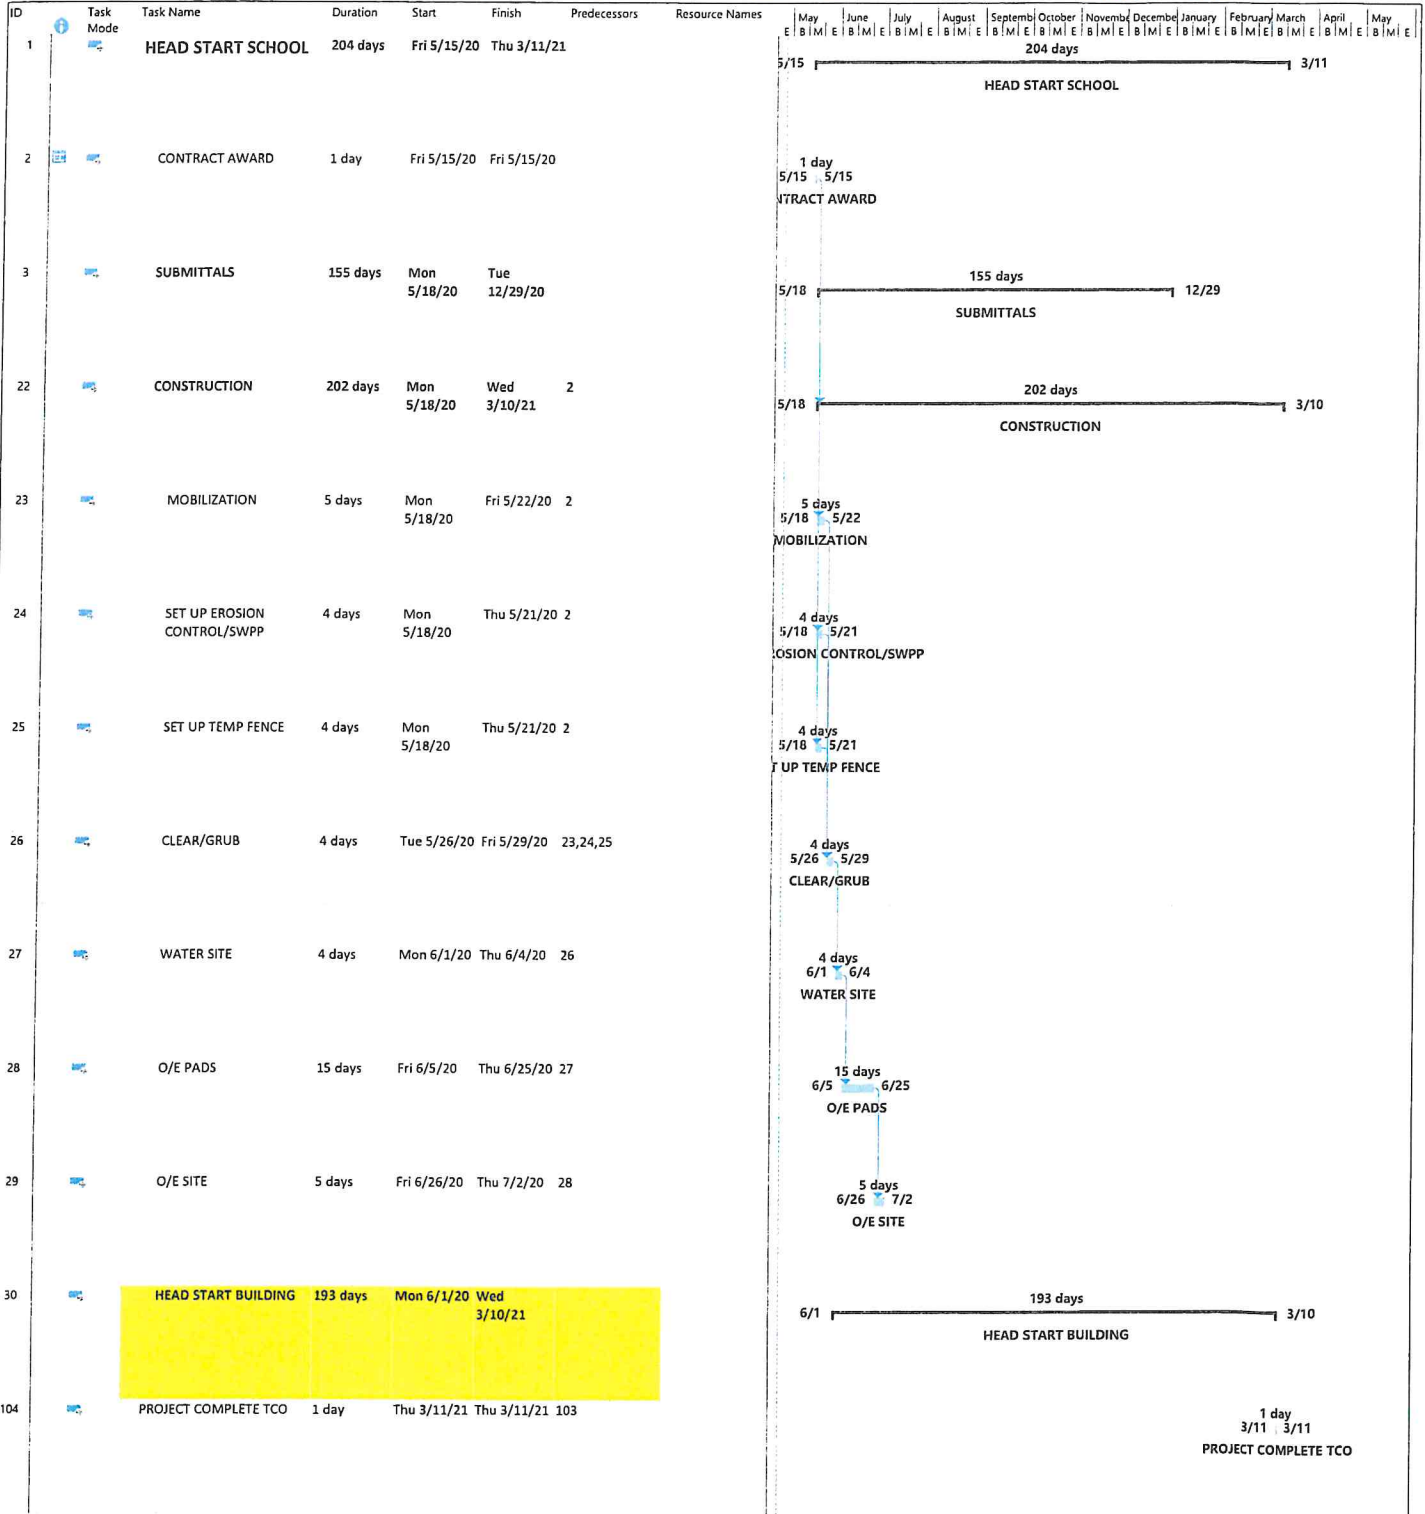 ID Task Mode Task Name Duration Start Finish Predecessors Resource Names
May June July August Septemb October Novembe Decembe January February March April May
E B M E B M E B M E B M E B M E B M E B M E B M E B M E B M E B M E B M E B M E
1 HEAD START SCHOOL 204 days Fri 5/15/20 Thu 3/11/21
204 days
5/15 3/11
HEAD START SCHOOL
2 CONTRACT AWARD 1 day Fri 5/15/20 Fri 5/15/20
1 day
5/15 5/15
NTRACT AWARD
3 SUBMITTALS 155 days Mon 5/18/20 Tue 12/29/20
155 days
5/18 12/29
SUBMITTALS
22 CONSTRUCTION 202 days Mon 5/18/20 Wed 3/10/21 2
202 days
5/18 3/10
CONSTRUCTION
23 MOBILIZATION 5 days Mon 5/18/20 Fri 5/22/20 2
5 days
5/18 5/22
MOBILIZATION
24 SET UP EROSION CONTROL/SWPP 4 days Mon 5/18/20 Thu 5/21/20 2
4 days
5/18 5/21
OSION CONTROL/SWPP
25 SET UP TEMP FENCE 4 days Mon 5/18/20 Thu 5/21/20 2
4 days
5/18 5/21
T UP TEMP FENCE
26 CLEAR/GRUB 4 days Tue 5/26/20 Fri 5/29/20 23,24,25
4 days
5/26 5/29
CLEAR/GRUB
27 WATER SITE 4 days Mon 6/1/20 Thu 6/4/20 26
4 days
6/1 6/4
WATER SITE
28 O/E PADS 15 days Fri 6/5/20 Thu 6/25/20 27
15 days
6/5 6/25
O/E PADS
29 O/E SITE 5 days Fri 6/26/20 Thu 7/2/20 28
5 days
6/26 7/2
O/E SITE
30 HEAD START BUILDING 193 days Mon 6/1/20 Wed 3/10/21
193 days
6/1 3/10
HEAD START BUILDING
104 PROJECT COMPLETE TCO 1 day Thu 3/11/21 Thu 3/11/21 103
1 day
3/11 3/11
PROJECT COMPLETE TCO